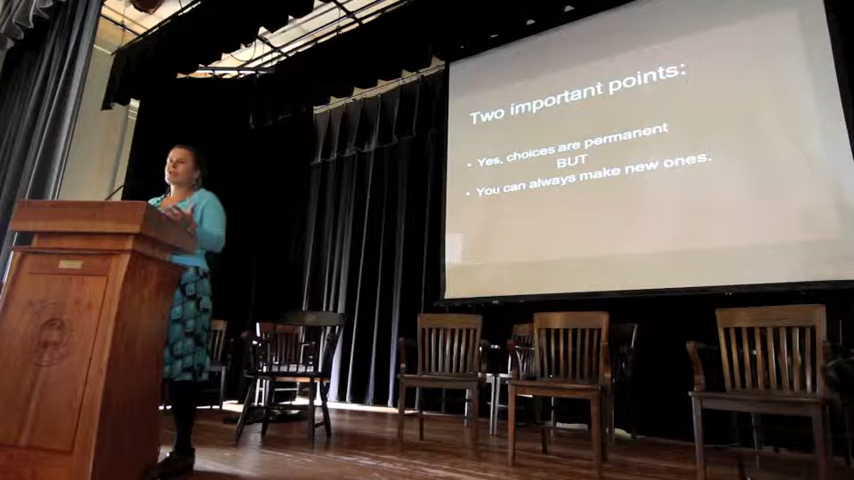 Two important points:
• Yes, choices are permanent
BUT
• You can always make new ones.